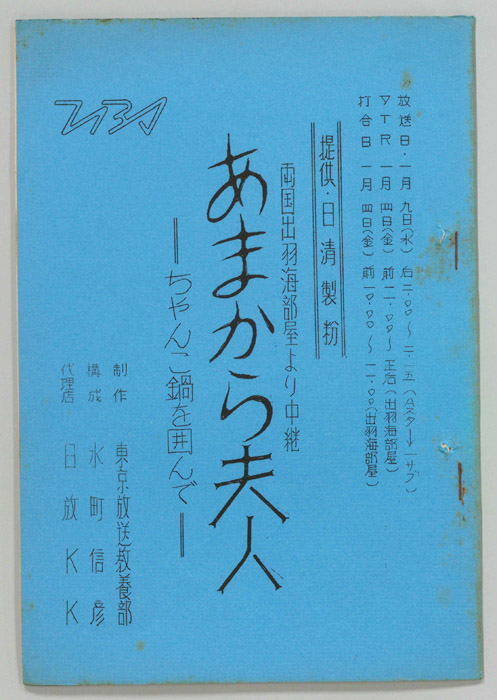 放送日・一月 九日(水) 后二・〇〇〜二・一五(Aスタ→一サブ)
VTR 一月 四日(金) 前一一・〇〇〜正后(出羽海部屋)
打合日 一月 四日(金) 前一〇・〇〇〜一一・〇〇(出羽海部屋)
提供・日清製粉
両国出羽海部屋より中継
あまから夫人
ーちゃんこ鍋を囲んでー
TBS
制作 東京放送教養部
構成 水町信彦
代理店 日放KK